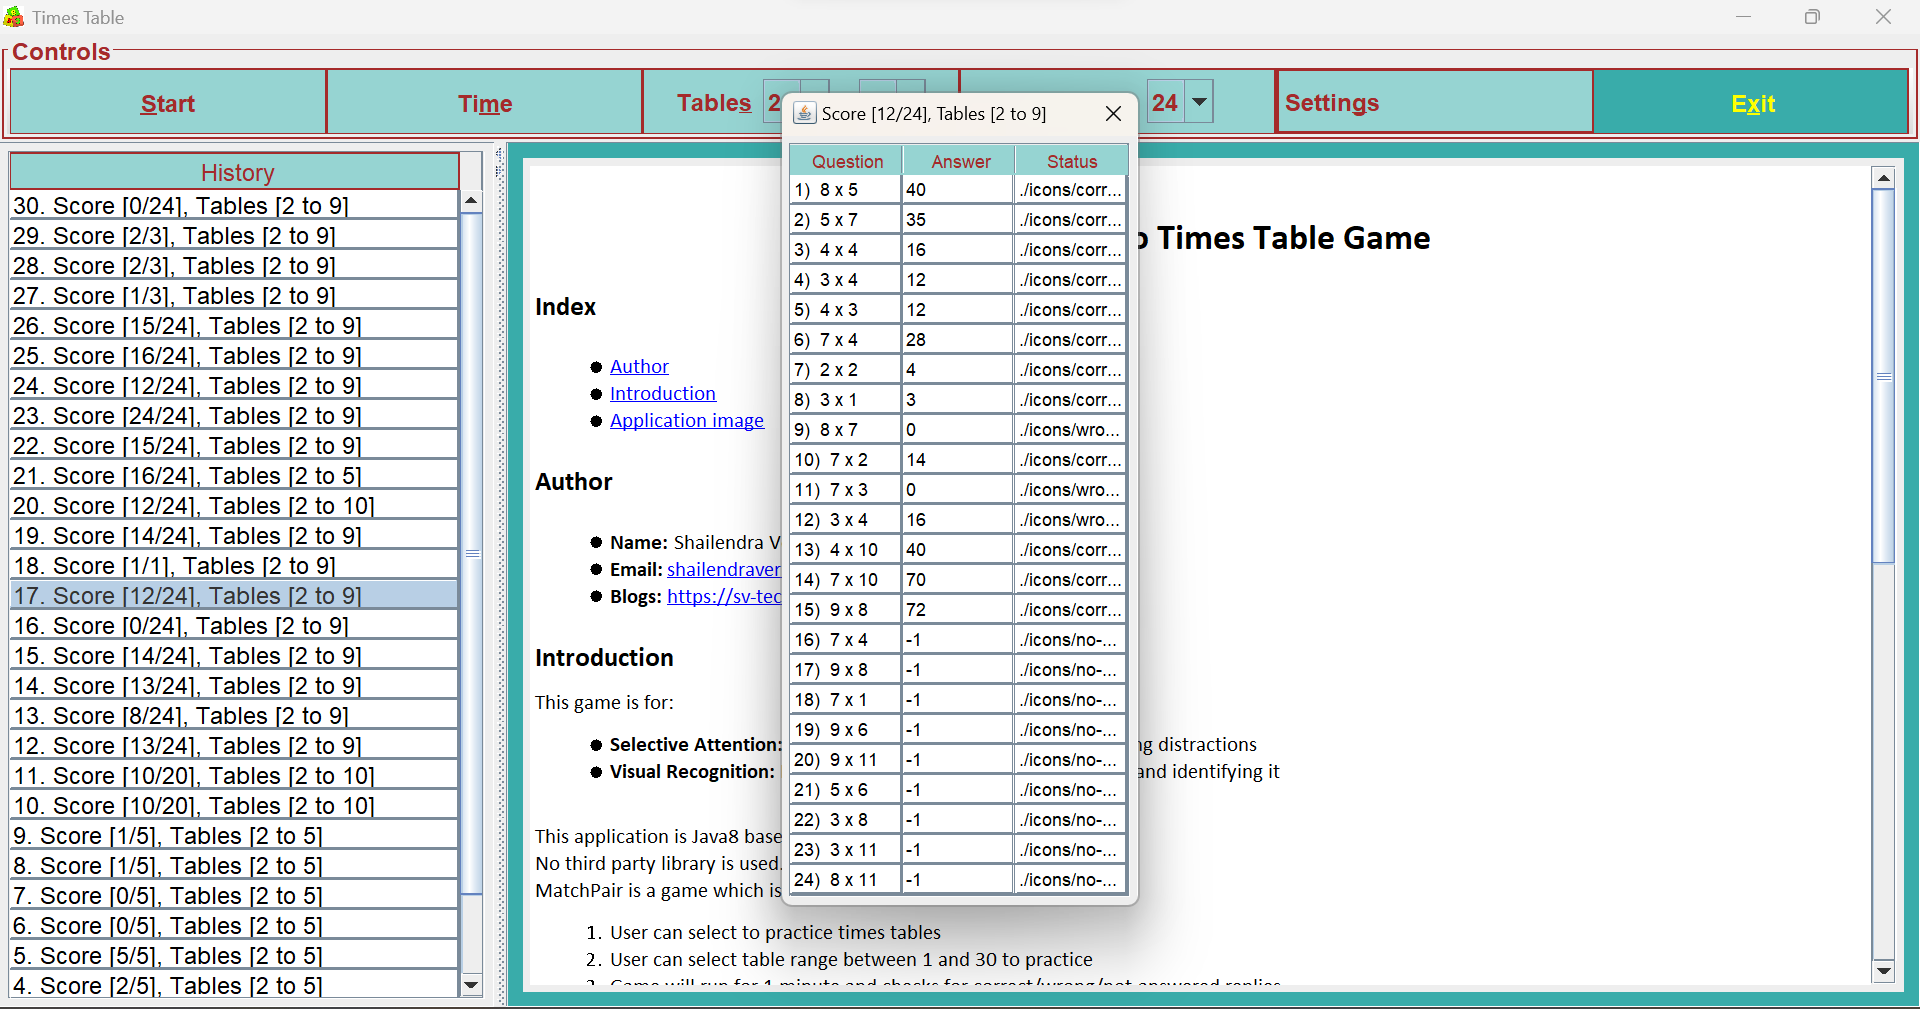 Times Table
Controls
Start
Time
Tables 2
24
Settings
Exit
History
30. Score [0/24], Tables [2 to 9]
29. Score [2/3], Tables [2 to 9]
28. Score [2/3], Tables [2 to 9]
27. Score [1/3], Tables [2 to 9]
26. Score [15/24], Tables [2 to 9]
25. Score [16/24], Tables [2 to 9]
24. Score [12/24], Tables [2 to 9]
23. Score [24/24], Tables [2 to 9]
22. Score [15/24], Tables [2 to 9]
21. Score [16/24], Tables [2 to 5]
20. Score [12/24], Tables [2 to 10]
19. Score [14/24], Tables [2 to 9]
18. Score [1/1], Tables [2 to 9]
17. Score [12/24], Tables [2 to 9]
16. Score [0/24], Tables [2 to 9]
15. Score [14/24], Tables [2 to 9]
14. Score [13/24], Tables [2 to 9]
13. Score [8/24], Tables [2 to 9]
12. Score [13/24], Tables [2 to 9]
11. Score [10/20], Tables [2 to 10]
10. Score [10/20], Tables [2 to 10]
9. Score [1/5], Tables [2 to 5]
8. Score [1/5], Tables [2 to 5]
7. Score [0/5], Tables [2 to 5]
6. Score [0/5], Tables [2 to 5]
5. Score [5/5], Tables [2 to 5]
4. Score [2/5], Tables [2 to 5]
Score [12/24], Tables [2 to 9]
Question Answer Status
1) 8 x 5 40 ./icons/corr...
2) 5 x 7 35 ./icons/corr...
3) 4 x 4 16 ./icons/corr...
4) 3 x 4 12 ./icons/corr...
5) 4 x 3 12 ./icons/corr...
6) 7 x 4 28 ./icons/corr...
7) 2 x 2 4 ./icons/corr...
8) 3 x 1 3 ./icons/corr...
9) 8 x 7 0 ./icons/wro...
10) 7 x 2 14 ./icons/corr...
11) 7 x 3 0 ./icons/wro...
12) 3 x 4 16 ./icons/wro...
13) 4 x 10 40 ./icons/corr...
14) 7 x 10 70 ./icons/corr...
15) 9 x 8 72 ./icons/corr...
16) 7 x 4 -1 ./icons/no-...
17) 9 x 8 -1 ./icons/no-...
18) 7 x 1 -1 ./icons/no-...
19) 9 x 6 -1 ./icons/no-...
20) 9 x 11 -1 ./icons/no-...
21) 5 x 6 -1 ./icons/no-...
22) 3 x 8 -1 ./icons/no-...
23) 3 x 11 -1 ./icons/no-...
24) 8 x 11 -1 ./icons/no-...
Times Table Game
Index
Author
Introduction
Application image
Author
Name: Shailendra V
Email: shailendraver
Blogs: https://sv-tec
Introduction
This game is for:
Selective Attention: ng distractions
Visual Recognition: and identifying it
This application is Java8 base
No third party library is used.
MatchPair is a game which is
1. User can select to practice times tables
2. User can select table range between 1 and 30 to practice